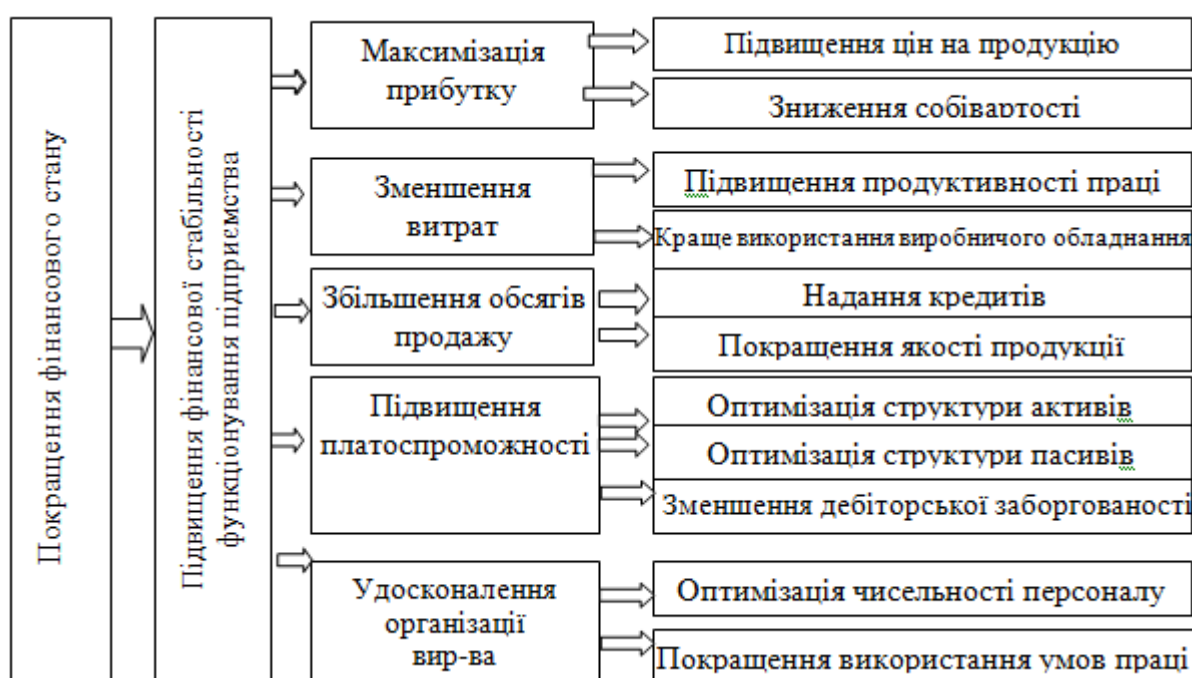 Покращення фінансового стану
Підвищення фінансової стабільності
функціонування підприємства
Максимізація
прибутку
Підвищення цін на продукцію
Зниження собівартості
Зменшення
витрат
Підвищення продуктивності праці
Краще використання виробничого обладнання
Збільшення обсягів
продажу
Надання кредитів
Покращення якості продукції
Підвищення
платоспроможності
Оптимізація структури активів
Оптимізація структури пасивів
Зменшення дебіторської заборгованості
Удосконалення
організації
вир-ва
Оптимізація чисельності персоналу
Покращення використання умов праці